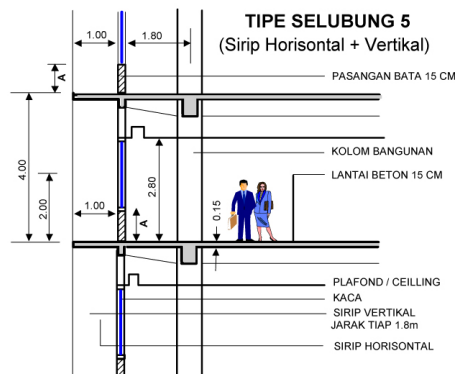 TIPE SELUBUNG 5
(Sirip Horisontal + Vertikal)
1.00
1.80
A
PASANGAN BATA 15 CM
4.00
KOLOM BANGUNAN
2.80
LANTAI BETON 15 CM
2.00
1.00
A
0.15
PLAFOND / CEILLING
KACA
SIRIP VERTIKAL
JARAK TIAP 1.8m
SIRIP HORISONTAL